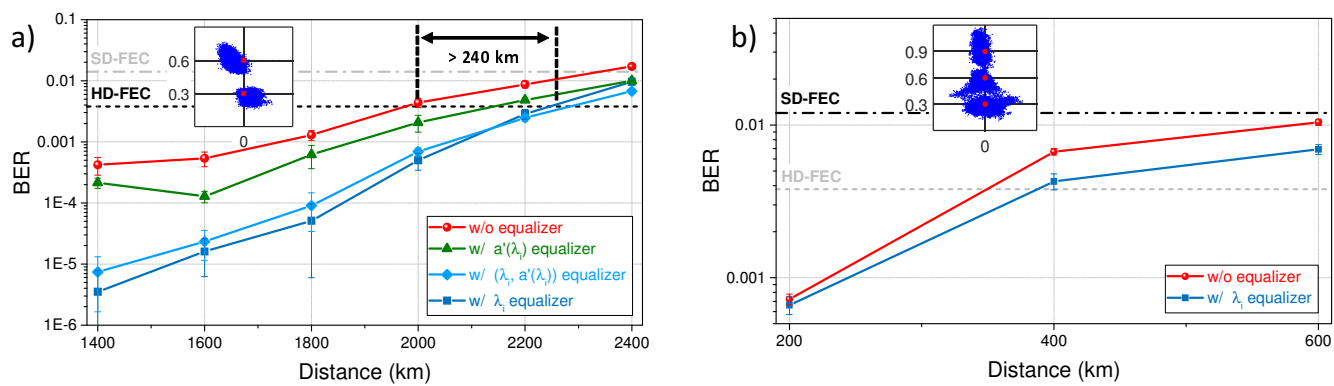 a)
BER
0.1
0.01
0.001
1E-4
1E-5
1E-6
SD-FEC
HD-FEC
0.6
0.3
0
> 240 km
w/o equalizer
w/ a'(λi) equalizer
w/ (λi, a'(λi)) equalizer
w/ λi equalizer
1400
1600
1800
2000
2200
2400
Distance (km)
b)
BER
0.01
0.001
SD-FEC
HD-FEC
0.9
0.6
0.3
0
w/o equalizer
w/ λi equalizer
200
400
600
Distance (km)